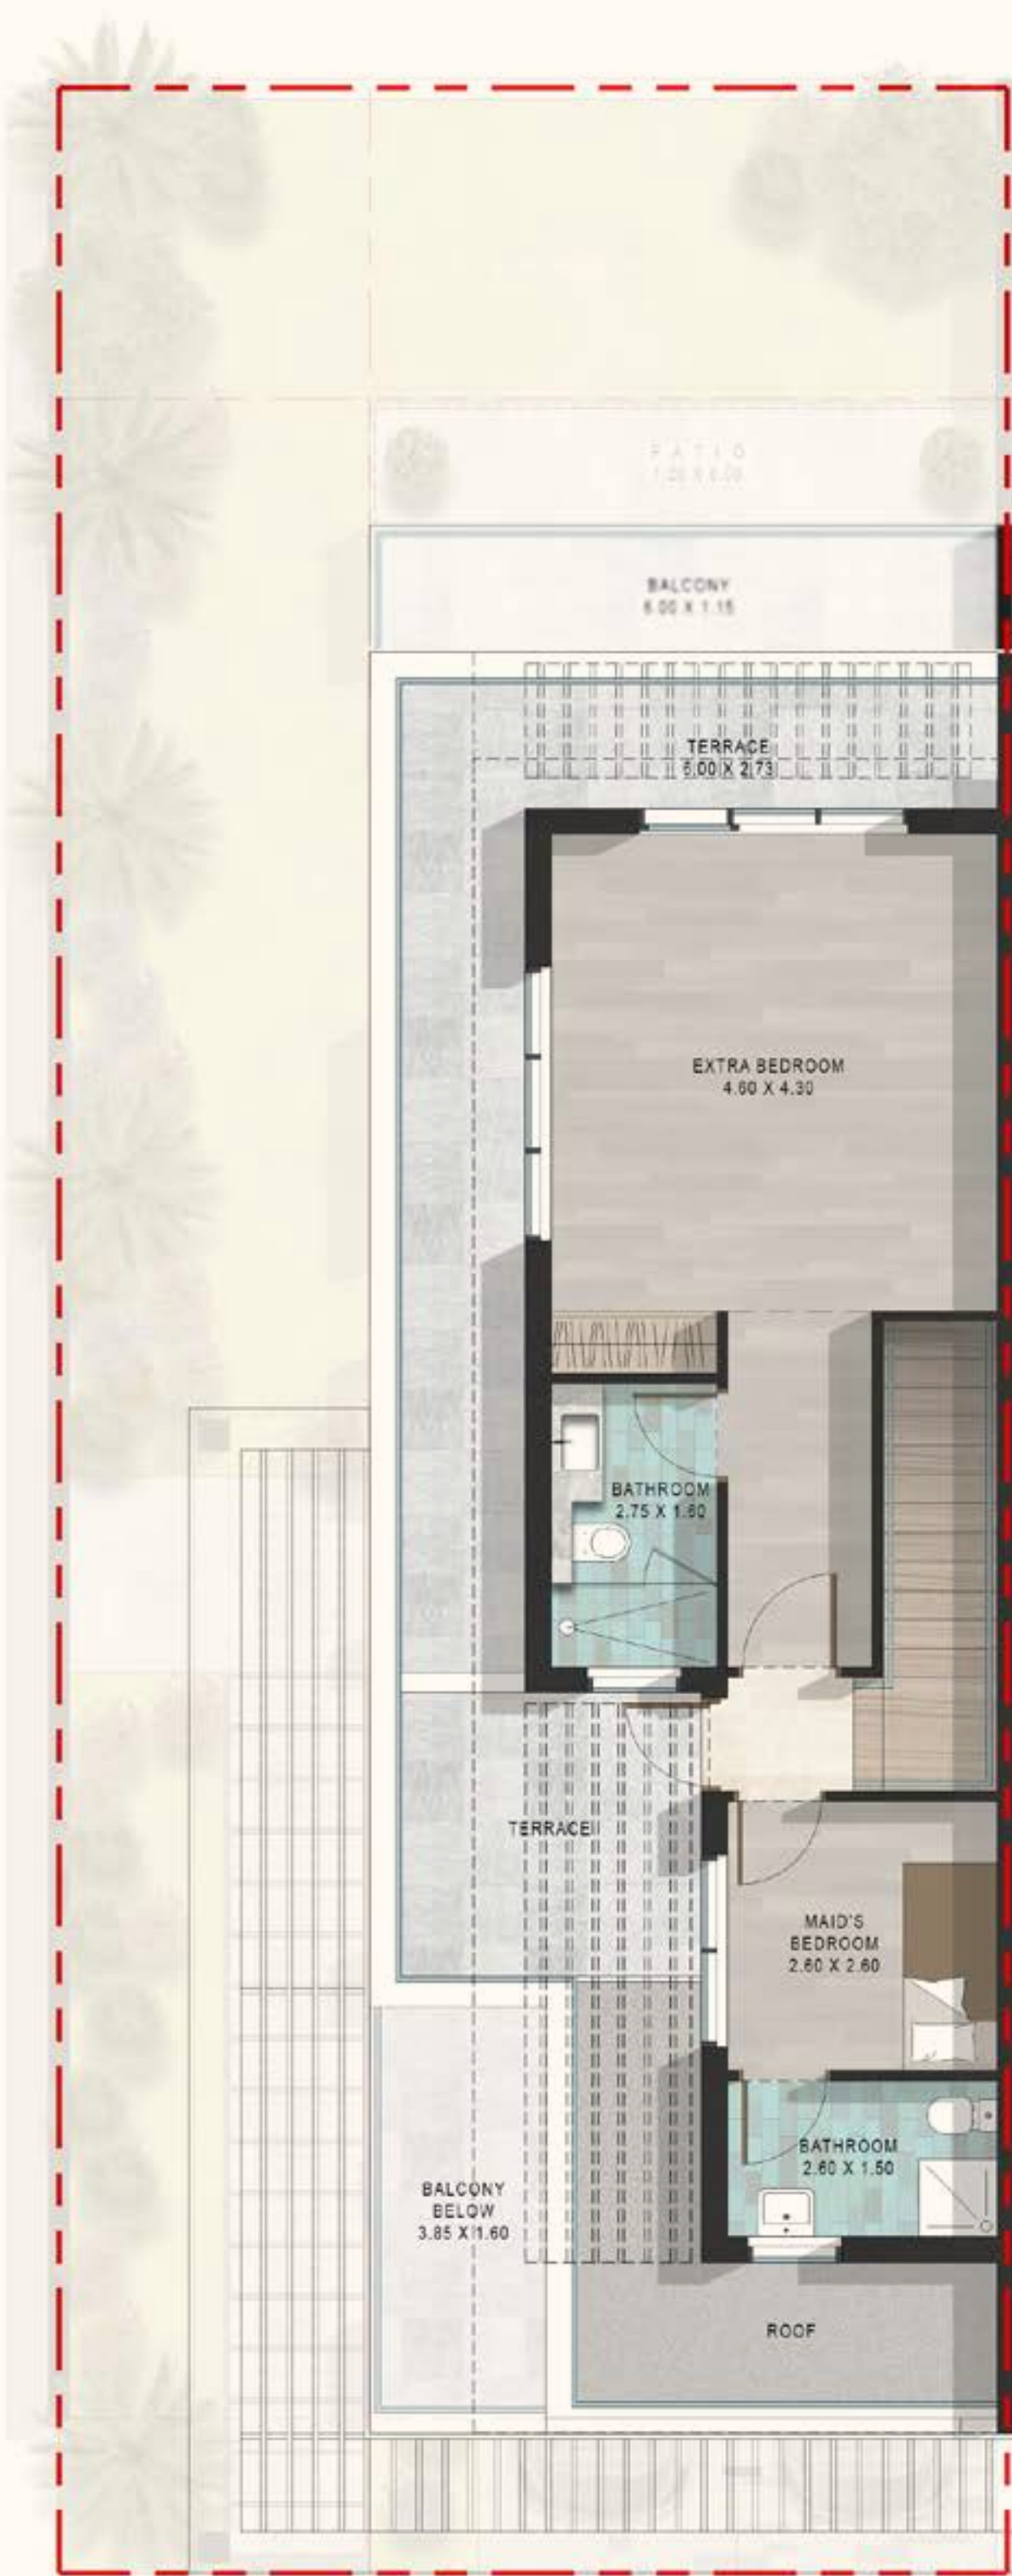 PATIO
BALCONY
6.00 X 1.15
TERRACE
6.00 X 2.73
EXTRA BEDROOM
4.60 X 4.30
BATHROOM
2.75 X 1.60
TERRACE
MAID'S
BEDROOM
2.60 X 2.60
BATHROOM
2.60 X 1.50
BALCONY
BELOW
3.85 X 1.60
ROOF